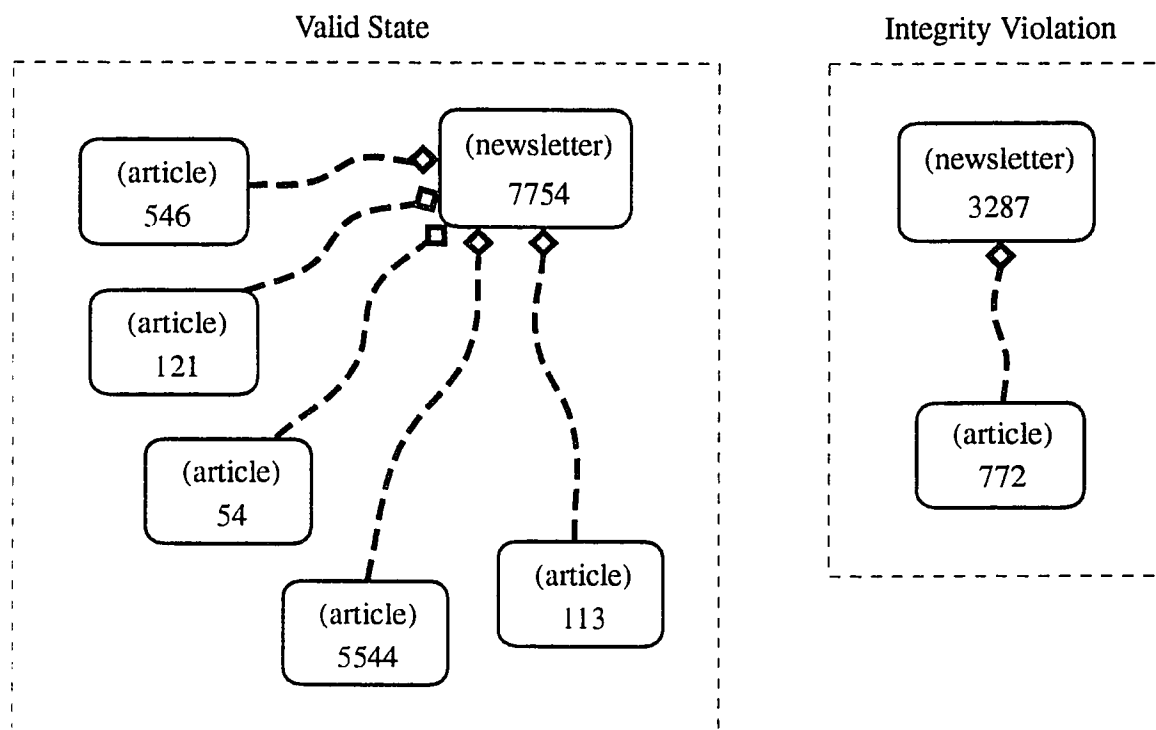 Valid State
Integrity Violation
(newsletter)
7754
(article)
546
(article)
121
(article)
54
(article)
5544
(article)
113
(newsletter)
3287
(article)
772